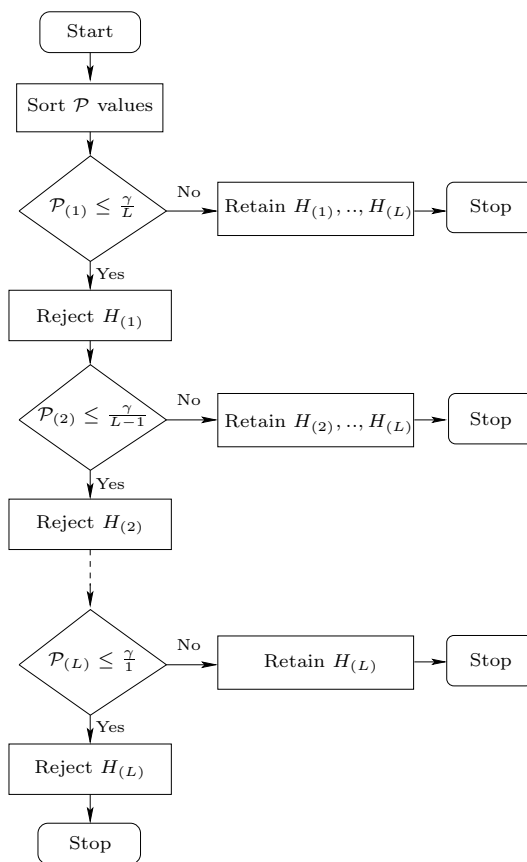 Start
Sort 𝒫 values
𝒫₍₁₎ ≤ γ/L
No
Retain H₍₁₎, .., H₍L₎
Stop
Yes
Reject H₍₁₎
𝒫₍₂₎ ≤ γ/(L−1)
No
Retain H₍₂₎, .., H₍L₎
Stop
Yes
Reject H₍₂₎
𝒫₍L₎ ≤ γ/1
No
Retain H₍L₎
Stop
Yes
Reject H₍L₎
Stop